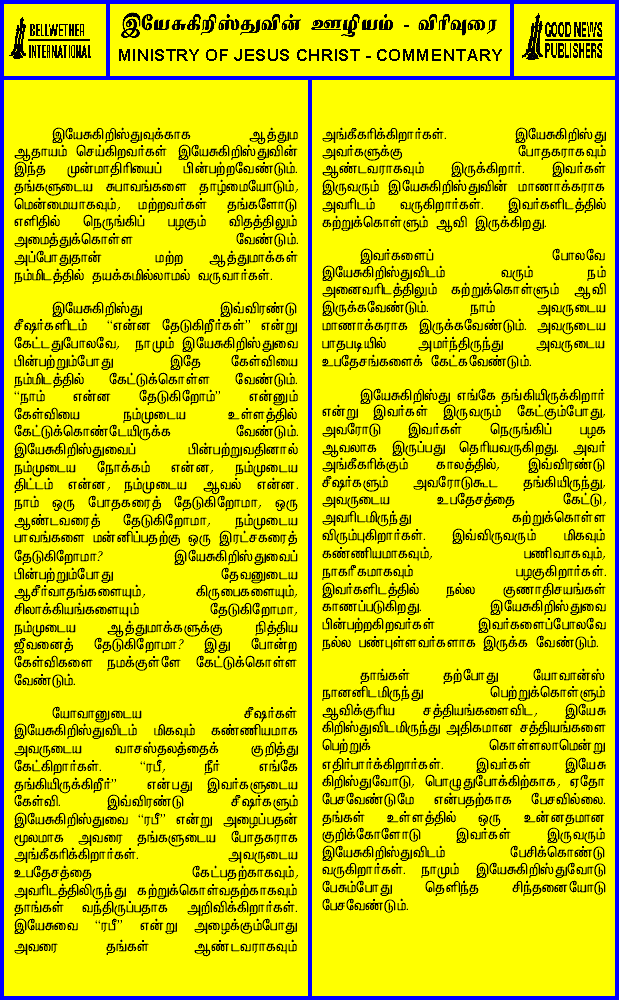 BELLWETHER
INTERNATIONAL
இயேசுகிறிஸ்துவின் ஊழியம் - விரிவுரை
MINISTRY OF JESUS CHRIST - COMMENTARY
GOOD NEWS
PUBLISHERS
இயேசுகிறிஸ்துவுக்காக ஆத்தும
ஆதாயம் செய்கிறவர்கள் இயேசுகிறிஸ்துவின்
இந்த முன்மாதிரியைப் பின்பற்றவேண்டும்.
தங்களுடைய சுபாவங்களை தாழ்மையோடும்,
மென்மையாகவும், மற்றவர்கள் தங்களோடு
எளிதில் நெருங்கிப் பழகும் விதத்திலும்
அமைத்துக்கொள்ள வேண்டும்.
அப்போதுதான் மற்ற ஆத்துமாக்கள்
நம்மிடத்தில் தயக்கமில்லாமல் வருவார்கள்.
இயேசுகிறிஸ்து இவ்விரண்டு
சீஷர்களிடம் “என்ன தேடுகிறீர்கள்” என்று
கேட்டதுபோலவே, நாமும் இயேசுகிறிஸ்துவை
பின்பற்றும்போது இதே கேள்வியை
நம்மிடத்தில் கேட்டுக்கொள்ள வேண்டும்.
“நாம் என்ன தேடுகிறோம்” என்னும்
கேள்வியை நம்முடைய உள்ளத்தில்
கேட்டுக்கொண்டேயிருக்க வேண்டும்.
இயேசுகிறிஸ்துவைப் பின்பற்றுவதினால்
நம்முடைய நோக்கம் என்ன, நம்முடைய
திட்டம் என்ன, நம்முடைய ஆவல் என்ன.
நாம் ஒரு போதகரைத் தேடுகிறோமா, ஒரு
ஆண்டவரைத் தேடுகிறோமா, நம்முடைய
பாவங்களை மன்னிப்பதற்கு ஒரு இரட்சகரைத்
தேடுகிறோமா? இயேசுகிறிஸ்துவைப்
பின்பற்றும்போது தேவனுடைய
ஆசீர்வாதங்களையும், கிருபைகளையும்,
சிலாக்கியங்களையும் தேடுகிறோமா,
நம்முடைய ஆத்துமாக்களுக்கு நித்திய
ஜீவனைத் தேடுகிறோமா? இது போன்ற
கேள்விகளை நமக்குள்ளே கேட்டுக்கொள்ள
வேண்டும்.
யோவானுடைய சீஷர்கள்
இயேசுகிறிஸ்துவிடம் மிகவும் கண்ணியமாக
அவருடைய வாசஸ்தலத்தைக் குறித்து
கேட்கிறார்கள். “ரபீ, நீர் எங்கே
தங்கியிருக்கிறீர்” என்பது இவர்களுடைய
கேள்வி. இவ்விரண்டு சீஷர்களும்
இயேசுகிறிஸ்துவை “ரபீ” என்று அழைப்பதன்
மூலமாக அவரை தங்களுடைய போதகராக
அங்கீகரிக்கிறார்கள். அவருடைய
உபதேசத்தை கேட்பதற்காகவும்,
அவரிடத்திலிருந்து கற்றுக்கொள்வதற்காகவும்
தாங்கள் வந்திருப்பதாக அறிவிக்கிறார்கள்.
இயேசுவை “ரபீ” என்று அழைக்கும்போது
அவரை தங்கள் ஆண்டவராகவும்
அங்கீகரிக்கிறார்கள். இயேசுகிறிஸ்து
அவர்களுக்கு போதகராகவும்
ஆண்டவராகவும் இருக்கிறார். இவர்கள்
இருவரும் இயேசுகிறிஸ்துவின் மாணாக்கராக
அவரிடம் வருகிறார்கள். இவர்களிடத்தில்
கற்றுக்கொள்ளும் ஆவி இருக்கிறது.
இவர்களைப் போலவே
இயேசுகிறிஸ்துவிடம் வரும் நம்
அனைவரிடத்திலும் கற்றுக்கொள்ளும் ஆவி
இருக்கவேண்டும். நாம் அவருடைய
மாணாக்கராக இருக்கவேண்டும். அவருடைய
பாதபடியில் அமர்ந்திருந்து அவருடைய
உபதேசங்களைக் கேட்கவேண்டும்.
இயேசுகிறிஸ்து எங்கே தங்கியிருக்கிறார்
என்று இவர்கள் இருவரும் கேட்கும்போது,
அவரோடு இவர்கள் நெருங்கிப் பழக
ஆவலாக இருப்பது தெரியவருகிறது. அவர்
அங்கீகரிக்கும் காலத்தில், இவ்விரண்டு
சீஷர்களும் அவரோடுகூட தங்கியிருந்து,
அவருடைய உபதேசத்தை கேட்டு,
அவரிடமிருந்து கற்றுக்கொள்ள
விரும்புகிறார்கள். இவ்விருவரும் மிகவும்
கண்ணியமாகவும், பணிவாகவும்,
நாகரீகமாகவும் பழகுகிறார்கள்.
இவர்களிடத்தில் நல்ல குணாதிசயங்கள்
காணப்படுகிறது. இயேசுகிறிஸ்துவை
பின்பற்றுகிறவர்கள் இவர்களைப்போலவே
நல்ல பண்புள்ளவர்களாக இருக்க வேண்டும்.
தாங்கள் தற்போது யோவான்ஸ்
நானனிடமிருந்து பெற்றுக்கொள்ளும்
ஆவிக்குரிய சத்தியங்களைவிட, இயேசு
கிறிஸ்துவிடமிருந்து அதிகமான சத்தியங்களை
பெற்றுக் கொள்ளலாமென்று
எதிர்பார்க்கிறார்கள். இவர்கள் இயேசு
கிறிஸ்துவோடு, பொழுதுபோக்கிற்காக, ஏதோ
பேசவேண்டுமே என்பதற்காக பேசவில்லை.
தங்கள் உள்ளத்தில் ஒரு உன்னதமான
குறிக்கோளோடு இவர்கள் இருவரும்
இயேசுகிறிஸ்துவிடம் பேசிக்கொண்டு
வருகிறார்கள். நாமும் இயேசுகிறிஸ்துவோடு
பேசும்போது தெளிந்த சிந்தனையோடு
பேசவேண்டும்.